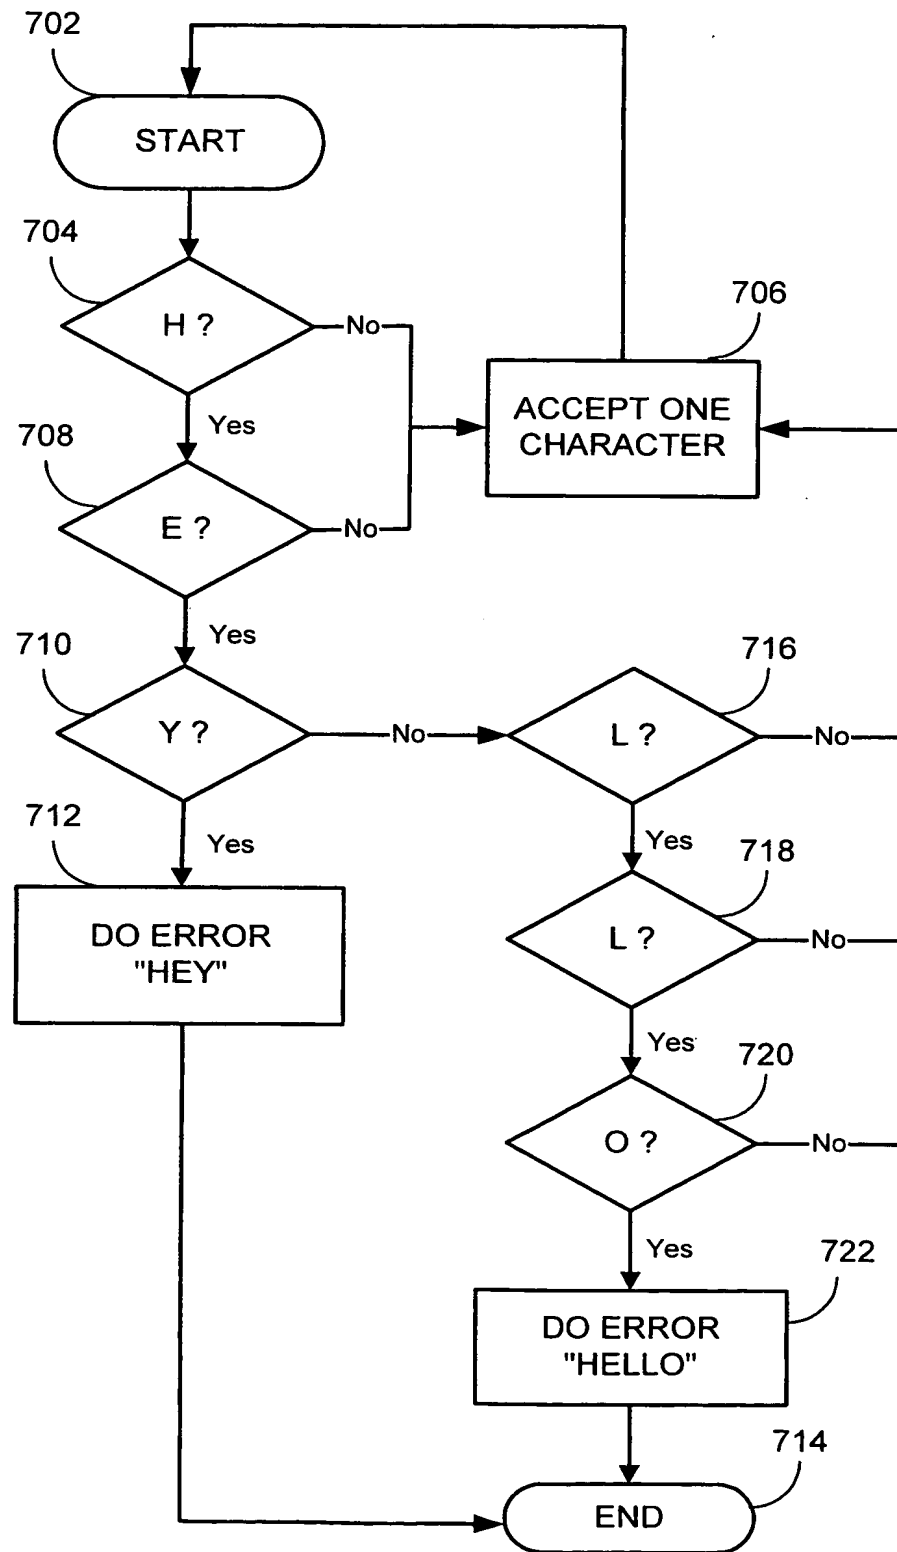 702
START
704
H ?
No
706
ACCEPT ONE
CHARACTER
Yes
708
E ?
No
Yes
710
Y ?
No
716
L ?
No
712
Yes
DO ERROR
"HEY"
Yes
718
L ?
No
Yes
720
O ?
No
Yes
722
DO ERROR
"HELLO"
714
END